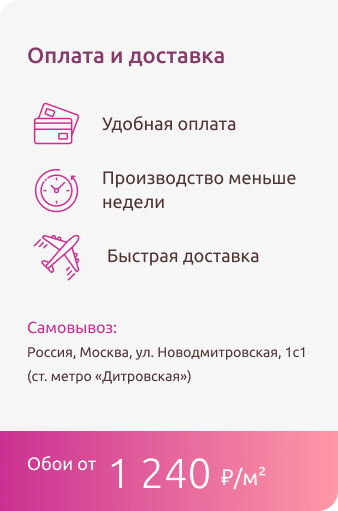 Оплата и доставка
Удобная оплата
Производство меньше
недели
Быстрая доставка
Самовывоз:
Россия, Москва, ул. Новодмитровская, 1с1
(ст. метро «Дитровская»)
Обои от 1 240 ₽/м²